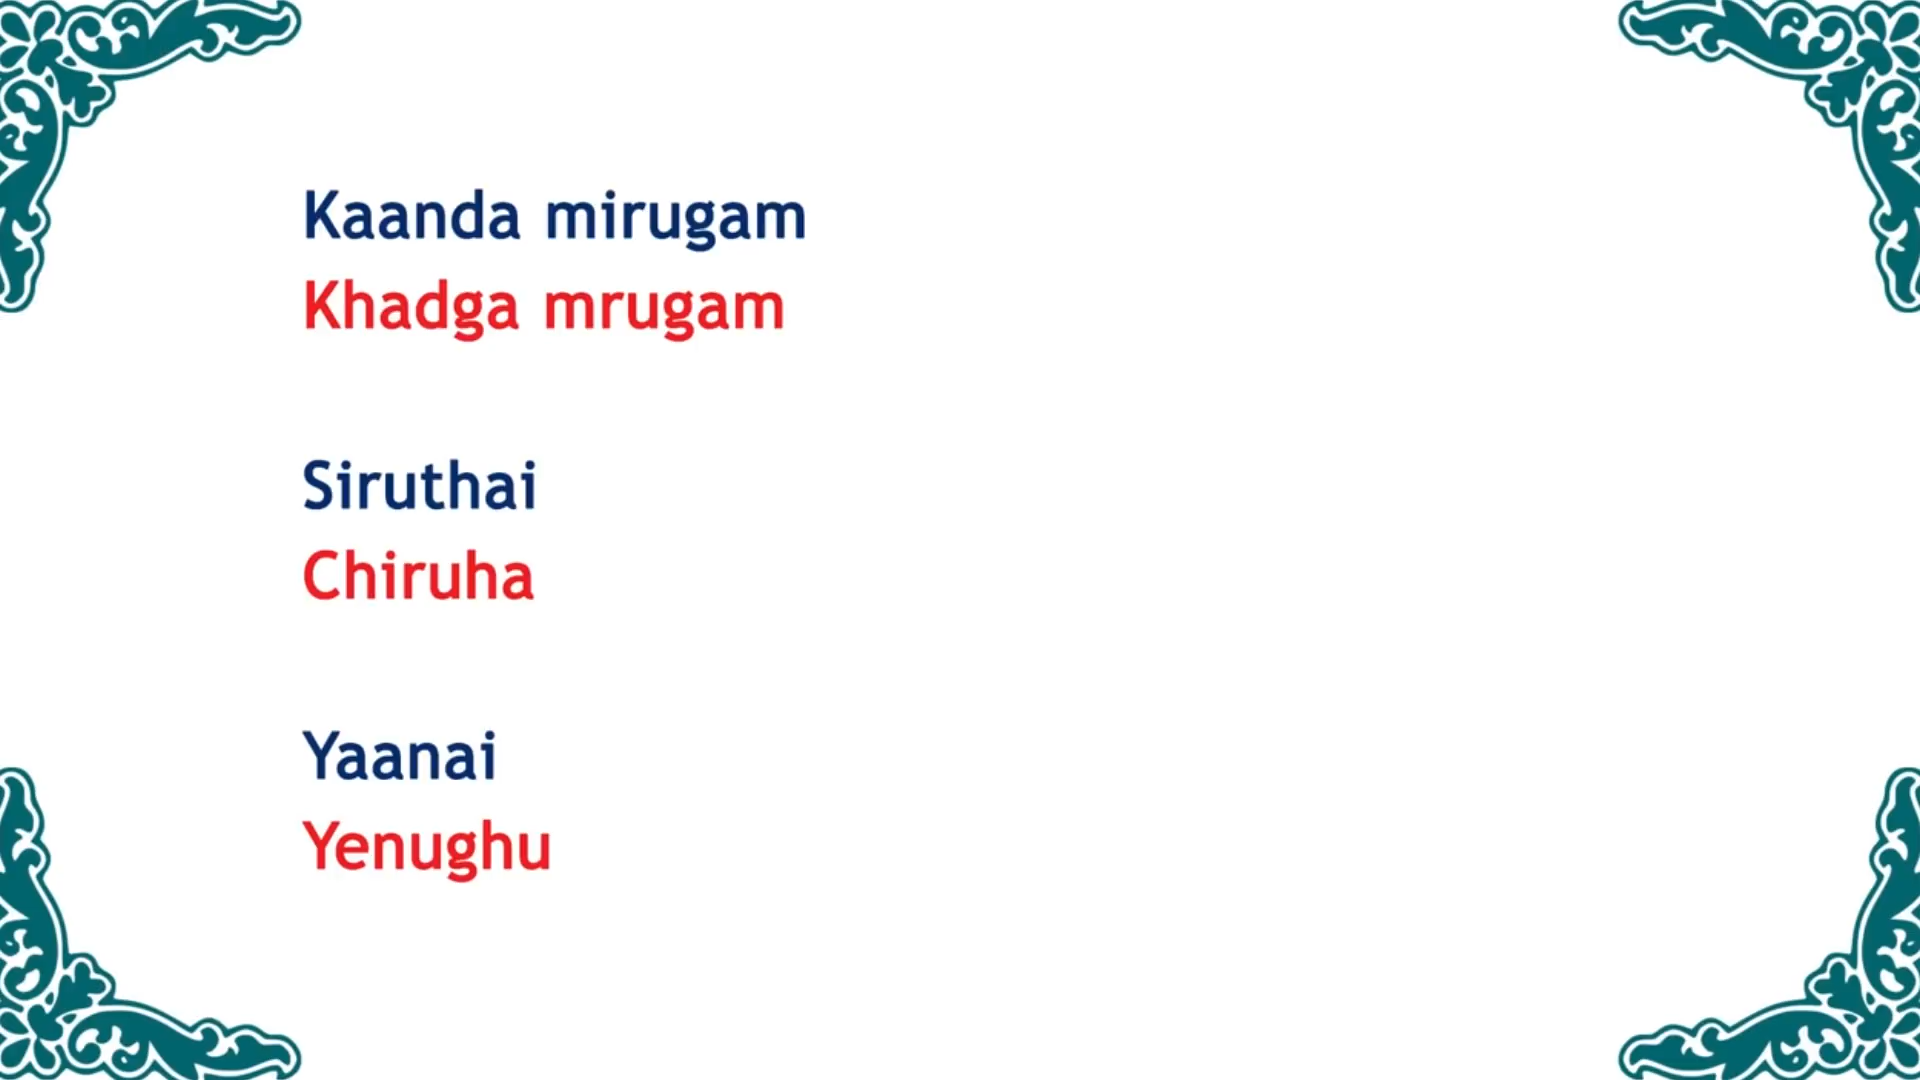 Kaanda mirugam
Khadga mrugam
Siruthai
Chiruha
Yaanai
Yenughu